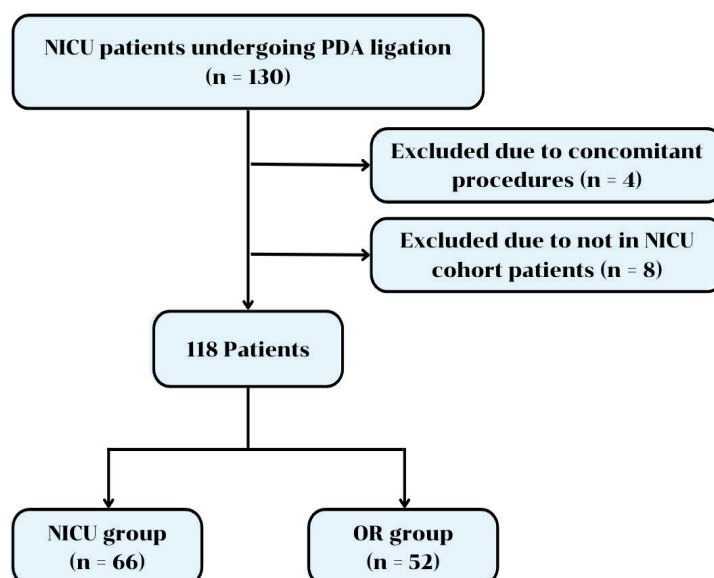 NICU patients undergoing PDA ligation
(n = 130)
Excluded due to concomitant
procedures (n = 4)
Excluded due to not in NICU
cohort patients (n = 8)
118 Patients
NICU group
(n = 66)
OR group
(n = 52)